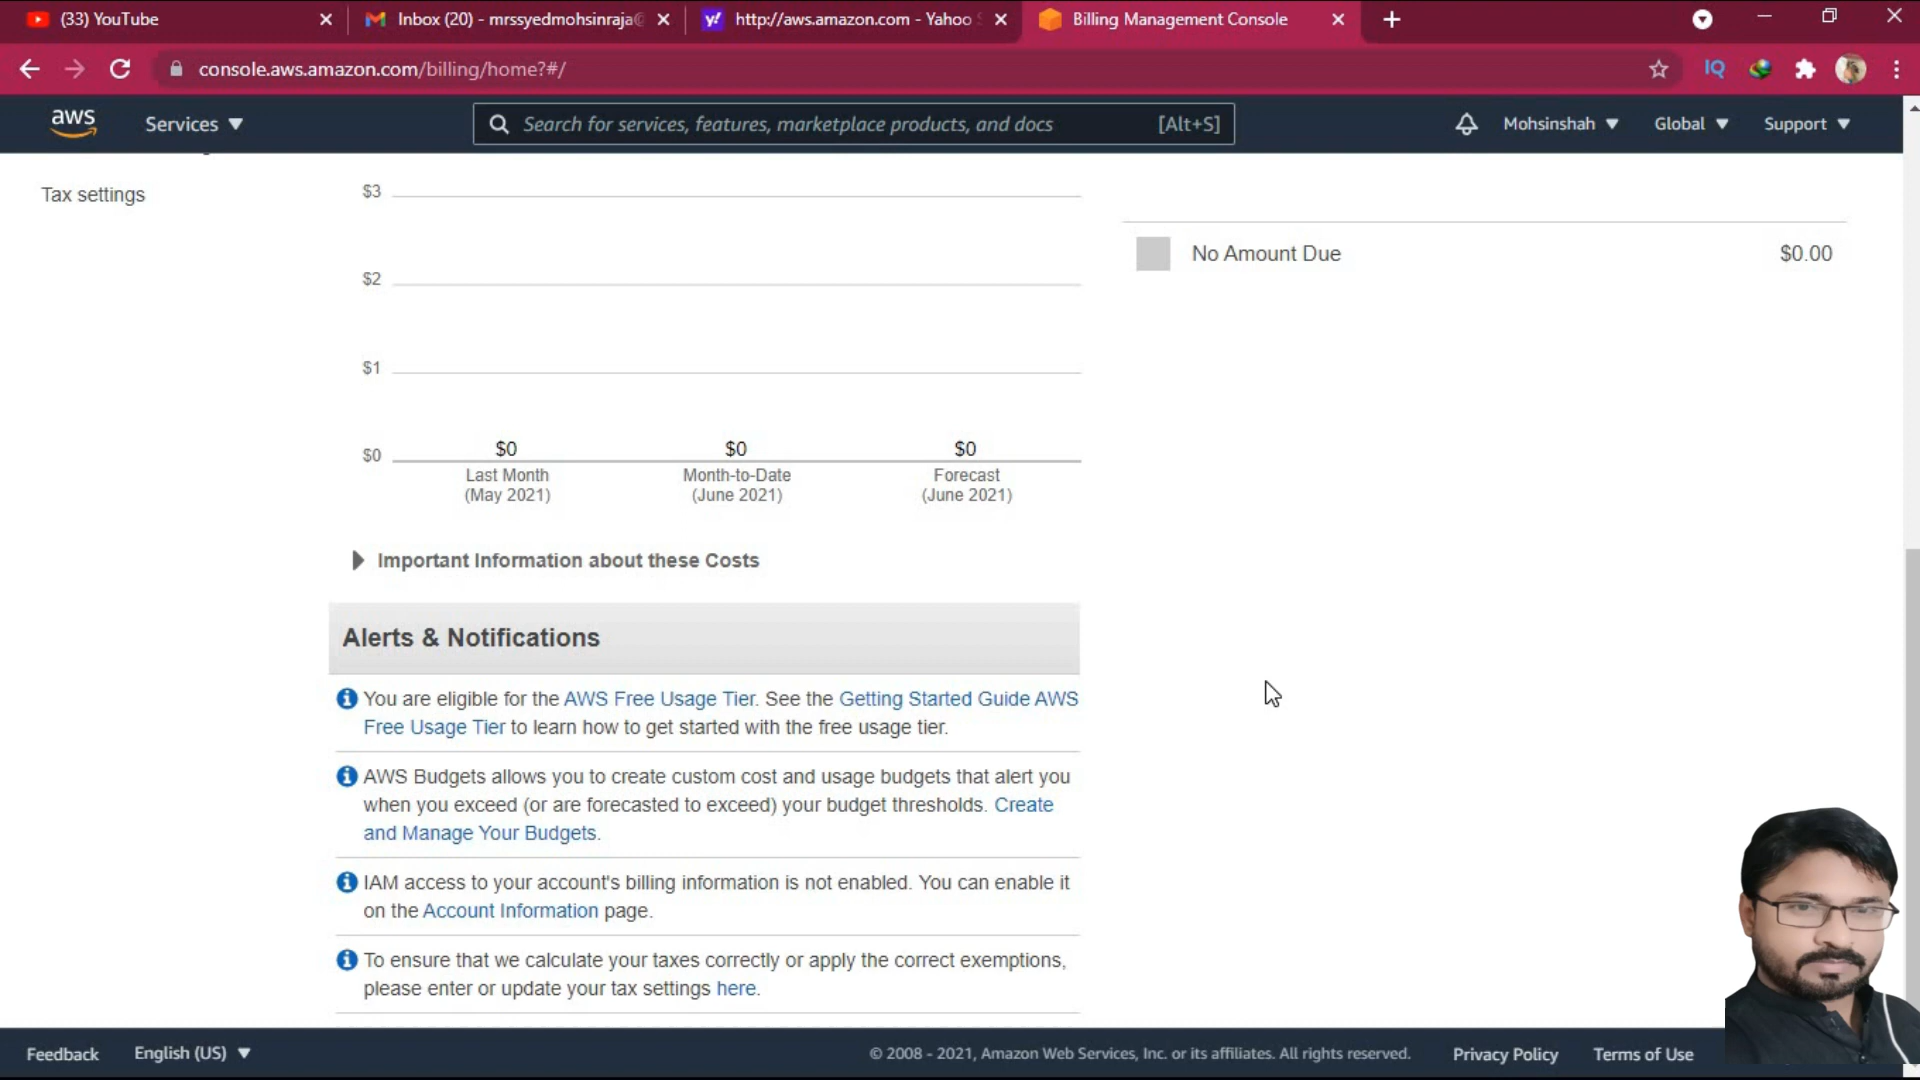 (33) YouTube
Inbox (20) - mrssyedmohsinraja@
http://aws.amazon.com - Yahoo S
Billing Management Console
console.aws.amazon.com/billing/home?#/
IQ
aws
Services
Search for services, features, marketplace products, and docs
[Alt+S]
Mohsinshah
Global
Support
Tax settings
$3
$2
$1
$0
$0
$0
$0
Last Month
(May 2021)
Month-to-Date
(June 2021)
Forecast
(June 2021)
No Amount Due
$0.00
Important Information about these Costs
Alerts & Notifications
You are eligible for the AWS Free Usage Tier. See the Getting Started Guide AWS
Free Usage Tier to learn how to get started with the free usage tier.
AWS Budgets allows you to create custom cost and usage budgets that alert you
when you exceed (or are forecasted to exceed) your budget thresholds. Create
and Manage Your Budgets.
IAM access to your account's billing information is not enabled. You can enable it
on the Account Information page.
To ensure that we calculate your taxes correctly or apply the correct exemptions,
please enter or update your tax settings here.
Feedback
English (US)
© 2008 - 2021, Amazon Web Services, Inc. or its affiliates. All rights reserved.
Privacy Policy
Terms of Use